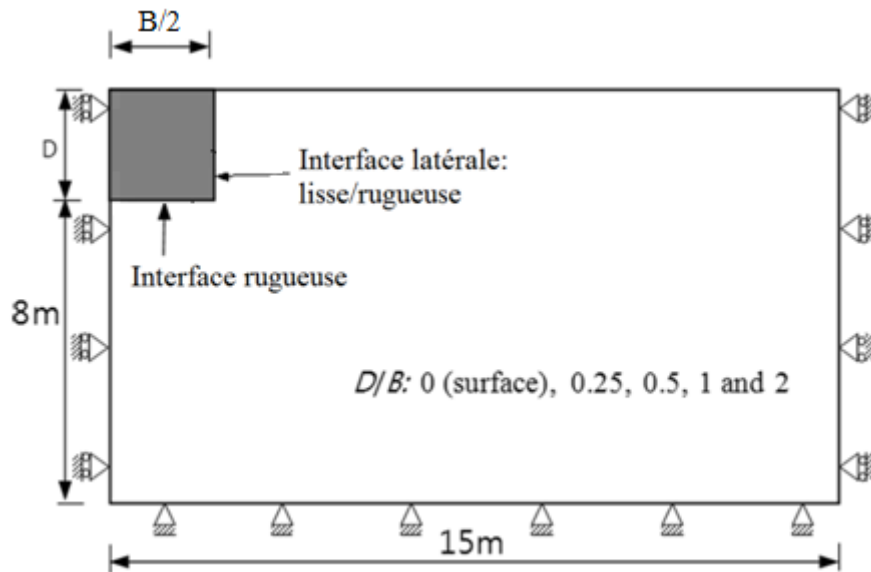 B/2
D
Interface latérale:
lisse/rugueuse
Interface rugueuse
8m
D/B: 0 (surface), 0.25, 0.5, 1 and 2
15m